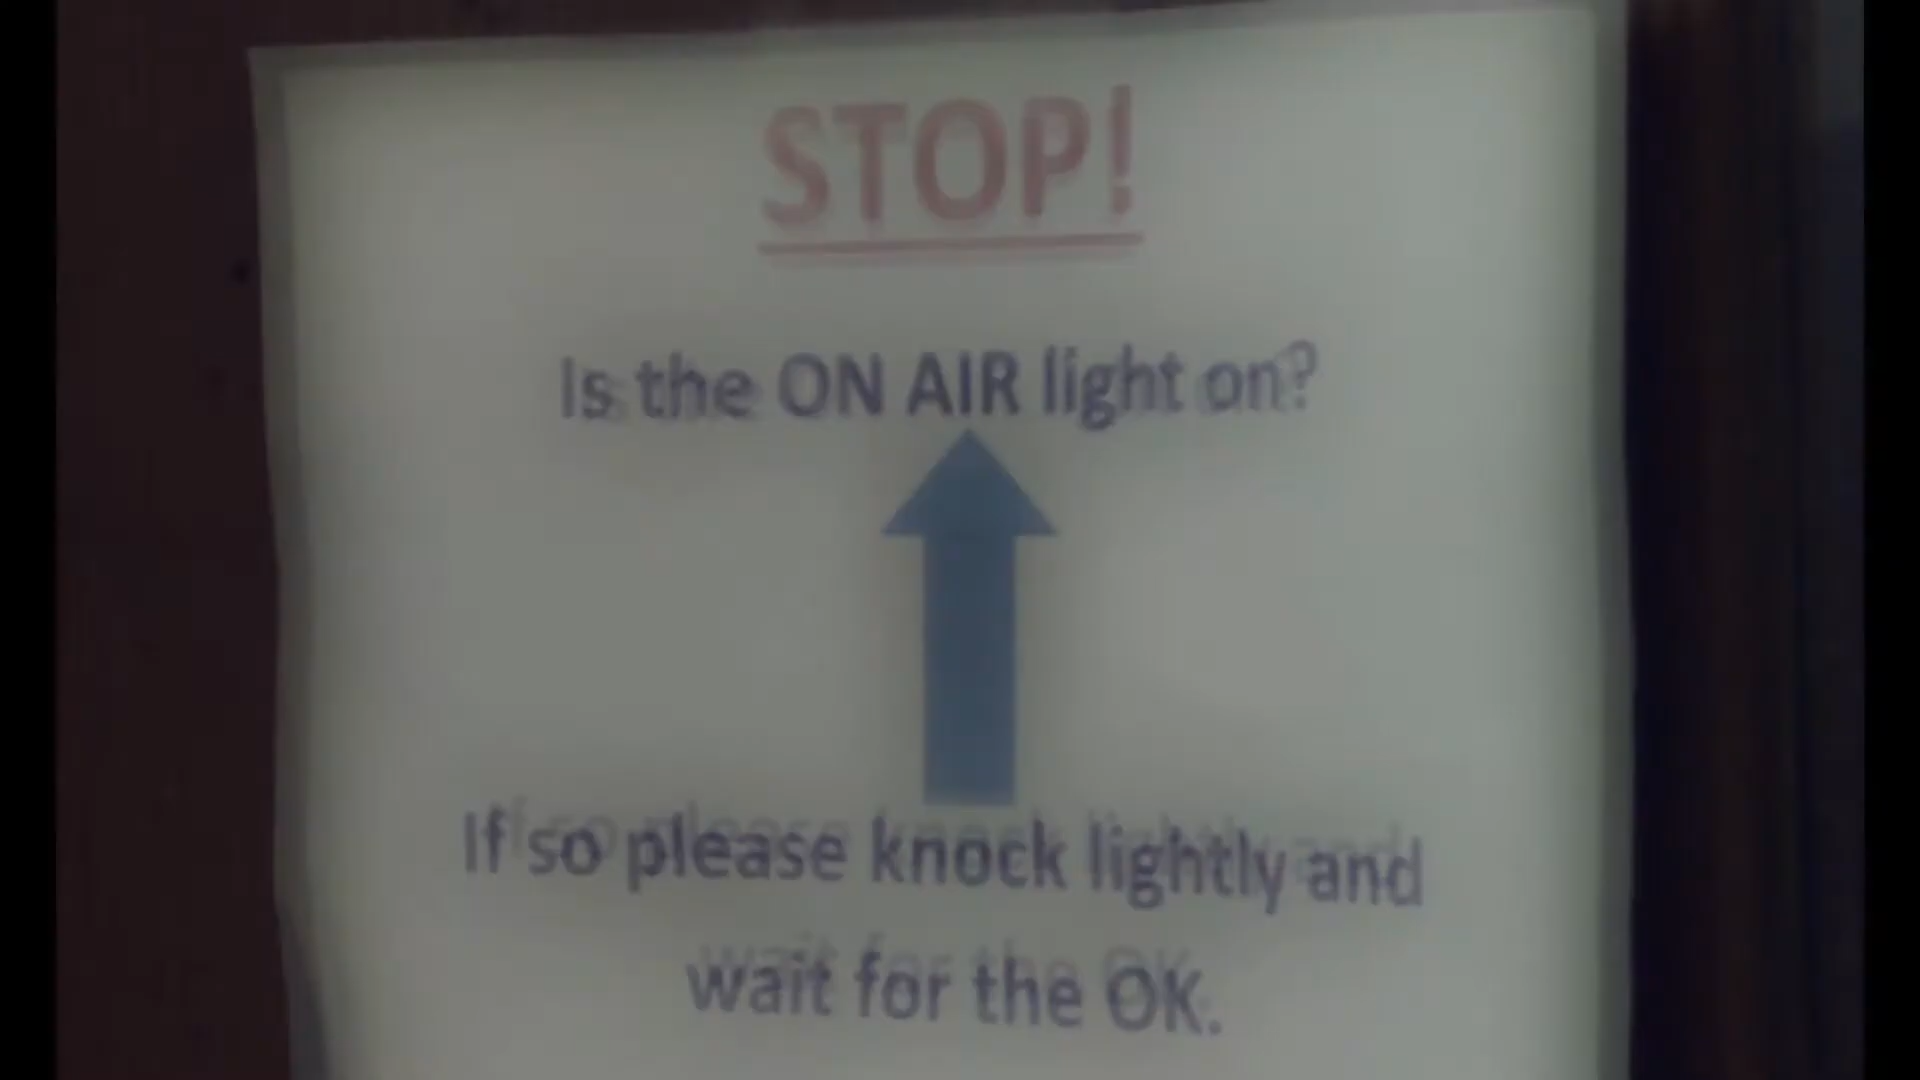 STOP!
Is the ON AIR light on?
If so please knock lightly and
wait for the OK.